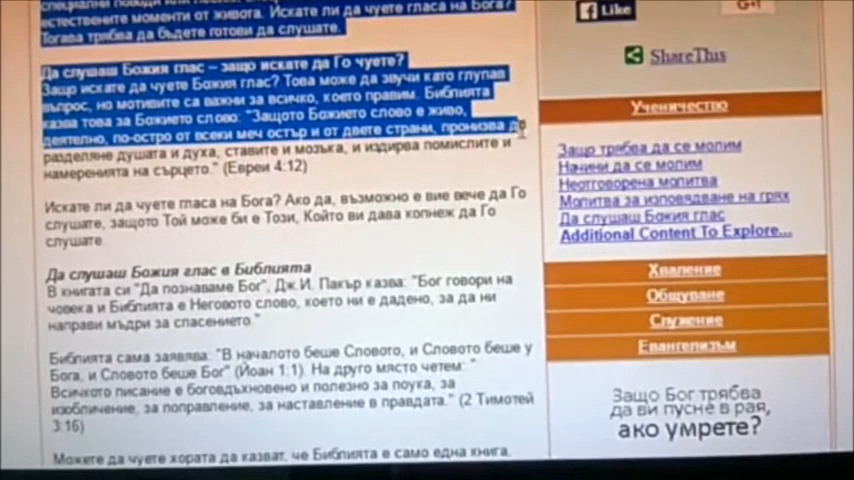 специални поводи или
естествените моменти от живота. Искате ли да чуете гласа на Бога?
Тогава трябва да бъдете готови да слушате.
Да слушаш Божия глас – защо искате да Го чуете?
Защо искате да чуете Божия глас? Това може да звучи като глупав
въпрос, но мотивите са важни за всичко, което правим. Библията
казва това за Божието слово: "Защото Божието слово е живо,
деятелно, по-остро от всеки меч остър и от двете страни, пронизва до
разделяне душата и духа, ставите и мозъка, и издирва помислите и
намеренията на сърцето." (Евреи 4:12)
Искате ли да чуете гласа на Бога? Ако да, възможно е вие вече да Го
слушате, защото Той може би е Този, Който ви дава копнеж да Го
слушате.
Да слушаш Божия глас в Библията
В книгата си "Да познаваме Бог", Дж.И. Пакър казва: "Бог говори на
човека и Библията е Неговото слово, което ни е дадено, за да ни
направи мъдри за спасението."
Библията сама заявява: "В началото беше Словото, и Словото беше у
Бога, и Словото беше Бог" (Йоан 1:1). На друго място четем: "
Всичкото писание е боговдъхновено и полезно за поука, за
изобличение, за поправление, за наставление в правдата." (2 Тимотей
3:16)
Можете да чуете хората да казват, че Библията е само една книга,
Like
G+1
ShareThis
Ученичество
Защо трябва да се молим
Начини да се молим
Неотговорена молитва
Молитва за изповядване на грях
Да слушаш Божия глас
Additional Content To Explore...
Хваление
Общуване
Служение
Евангелизъм
Защо Бог трябва
да ви пусне в рая,
ако умрете?